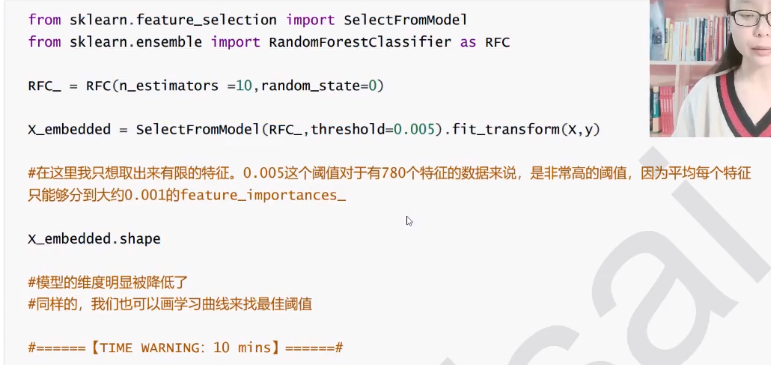 from sklearn.feature_selection import SelectFromModel
from sklearn.ensemble import RandomForestClassifier as RFC
RFC_ = RFC(n_estimators =10,random_state=0)
X_embedded = SelectFromModel(RFC_,threshold=0.005).fit_transform(X,y)
#在这里我只想取出来有限的特征。0.005这个阈值对于有780个特征的数据来说，是非常高的阈值，因为平均每个特征
只能够分到大约0.001的feature_importances_
X_embedded.shape
#模型的维度明显被降低了
#同样的，我们也可以画学习曲线来找最佳阈值
#======【TIME WARNING: 10 mins】======#